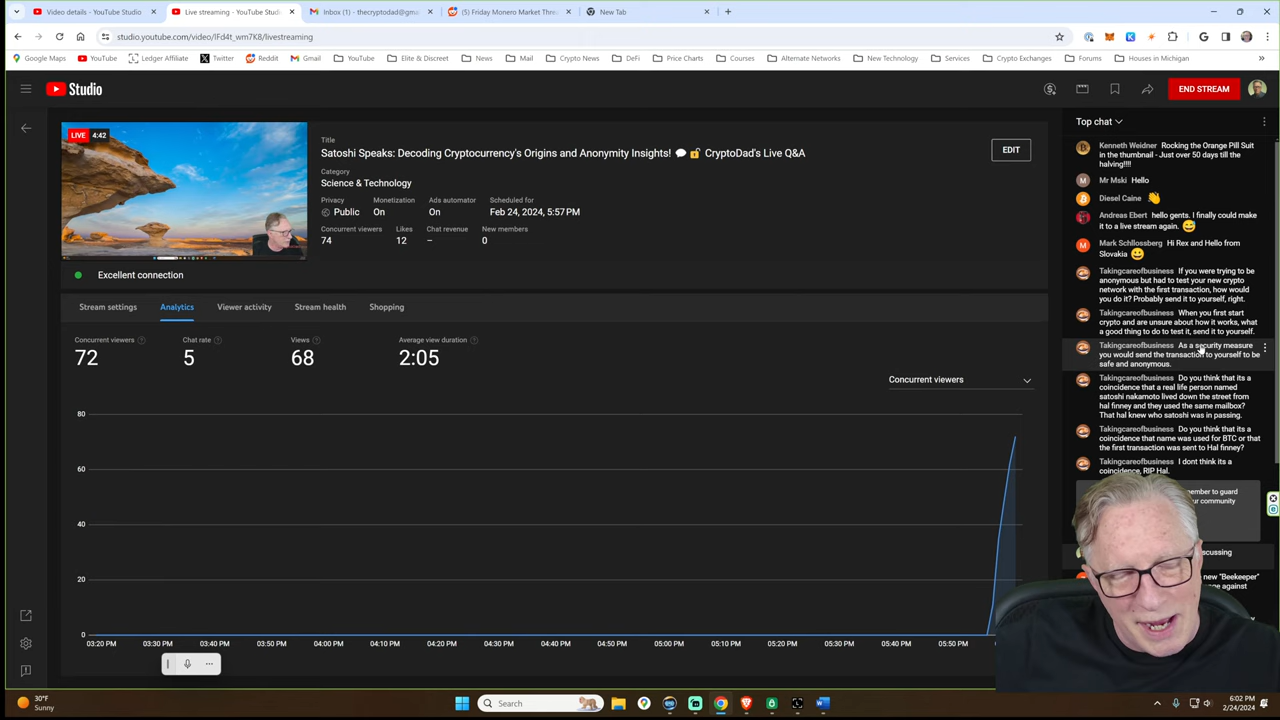 Video details - YouTube Studio
Live streaming - YouTube Studi
Inbox (1) - thecryptodad@gmai
(5) Friday Monero Market Thre
New Tab
studio.youtube.com/video/lFd4t_wm7K8/livestreaming
Google Maps
YouTube
Ledger Affiliate
Twitter
Reddit
Gmail
YouTube
Elite & Discreet
News
Mail
Crypto News
DeFi
Price Charts
Courses
Alternate Networks
New Technology
Services
Crypto Exchanges
Forums
Houses in Michigan
Studio
END STREAM
LIVE 4:42
Title
Satoshi Speaks: Decoding Cryptocurrency's Origins and Anonymity Insights! 💬 🔓 CryptoDad's Live Q&A
EDIT
Category
Science & Technology
Privacy
Monetization
Ads automator
Scheduled for
Public
On
On
Feb 24, 2024, 5:57 PM
Concurrent viewers
Likes
Chat revenue
New members
74
12
–
0
Excellent connection
Stream settings
Analytics
Viewer activity
Stream health
Shopping
Concurrent viewers
Chat rate
Views
Average view duration
72
5
68
2:05
Concurrent viewers
80
60
40
20
0
03:20 PM
03:30 PM
03:40 PM
03:50 PM
04:00 PM
04:10 PM
04:20 PM
04:30 PM
04:40 PM
04:50 PM
05:00 PM
05:10 PM
05:20 PM
05:30 PM
05:40 PM
05:50 PM
Top chat
Kenneth Weidner Rocking the Orange Pill Suit
in the thumbnail - Just over 50 days till the
halving!!!!
Mr Mski Hello
Diesel Caine 👋
Andreas Ebert hello gents. I finally could make
it to a live stream again. 😄
Mark Schllossberg Hi Rex and Hello from
Slovakia 😀
Takingcareofbusiness If you were trying to be
anonymous but had to test your new crypto
network with the first transaction, how would
you do it? Probably send it to yourself, right.
Takingcareofbusiness When you first start
crypto and are unsure about how it works, what
a good thing to do to test it, send it to yourself.
Takingcareofbusiness As a security measure
you would send the transaction to yourself to be
safe and anonymous.
Takingcareofbusiness Do you think that its a
coincidence that a real life person named
satoshi nakamoto lived down the street from
hal finney and they used the same mailbox?
That hal knew who satoshi was in passing.
Takingcareofbusiness Do you think that its a
coincidence that name was used for BTC or that
the first transaction was sent to Hal finney?
Takingcareofbusiness I dont think its a
coincidence, RIP Hal.
to guard
community
new "Beekeeper"
against
30°F
Sunny
Search
6:02 PM
2/24/2024